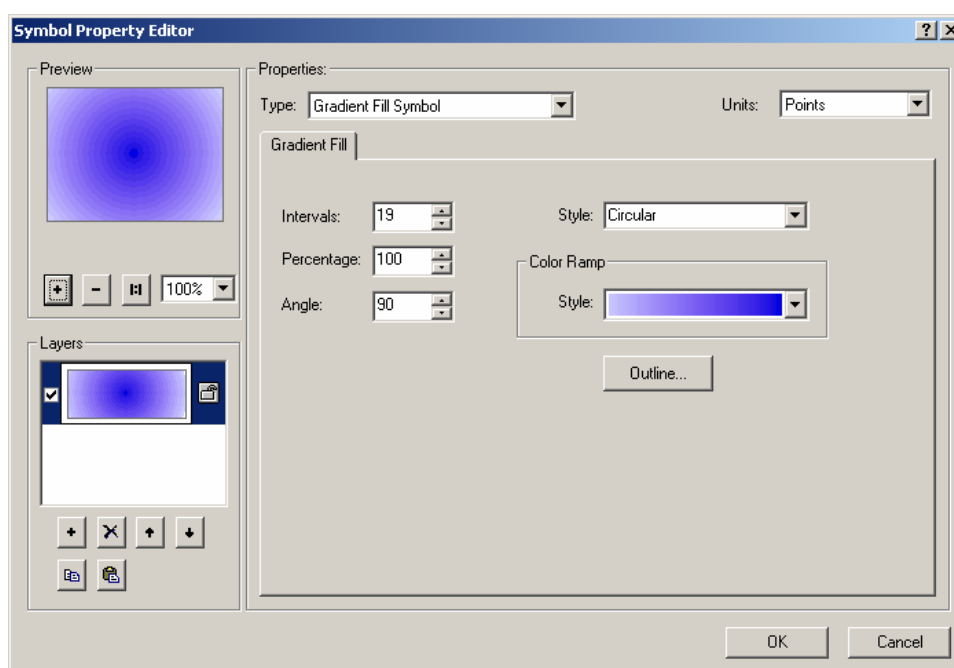 Symbol Property Editor
Preview
100%
Layers
Properties:
Type: Gradient Fill Symbol
Units: Points
Gradient Fill
Intervals: 19
Style: Circular
Percentage: 100
Color Ramp
Angle: 90
Style:
Outline...
OK
Cancel